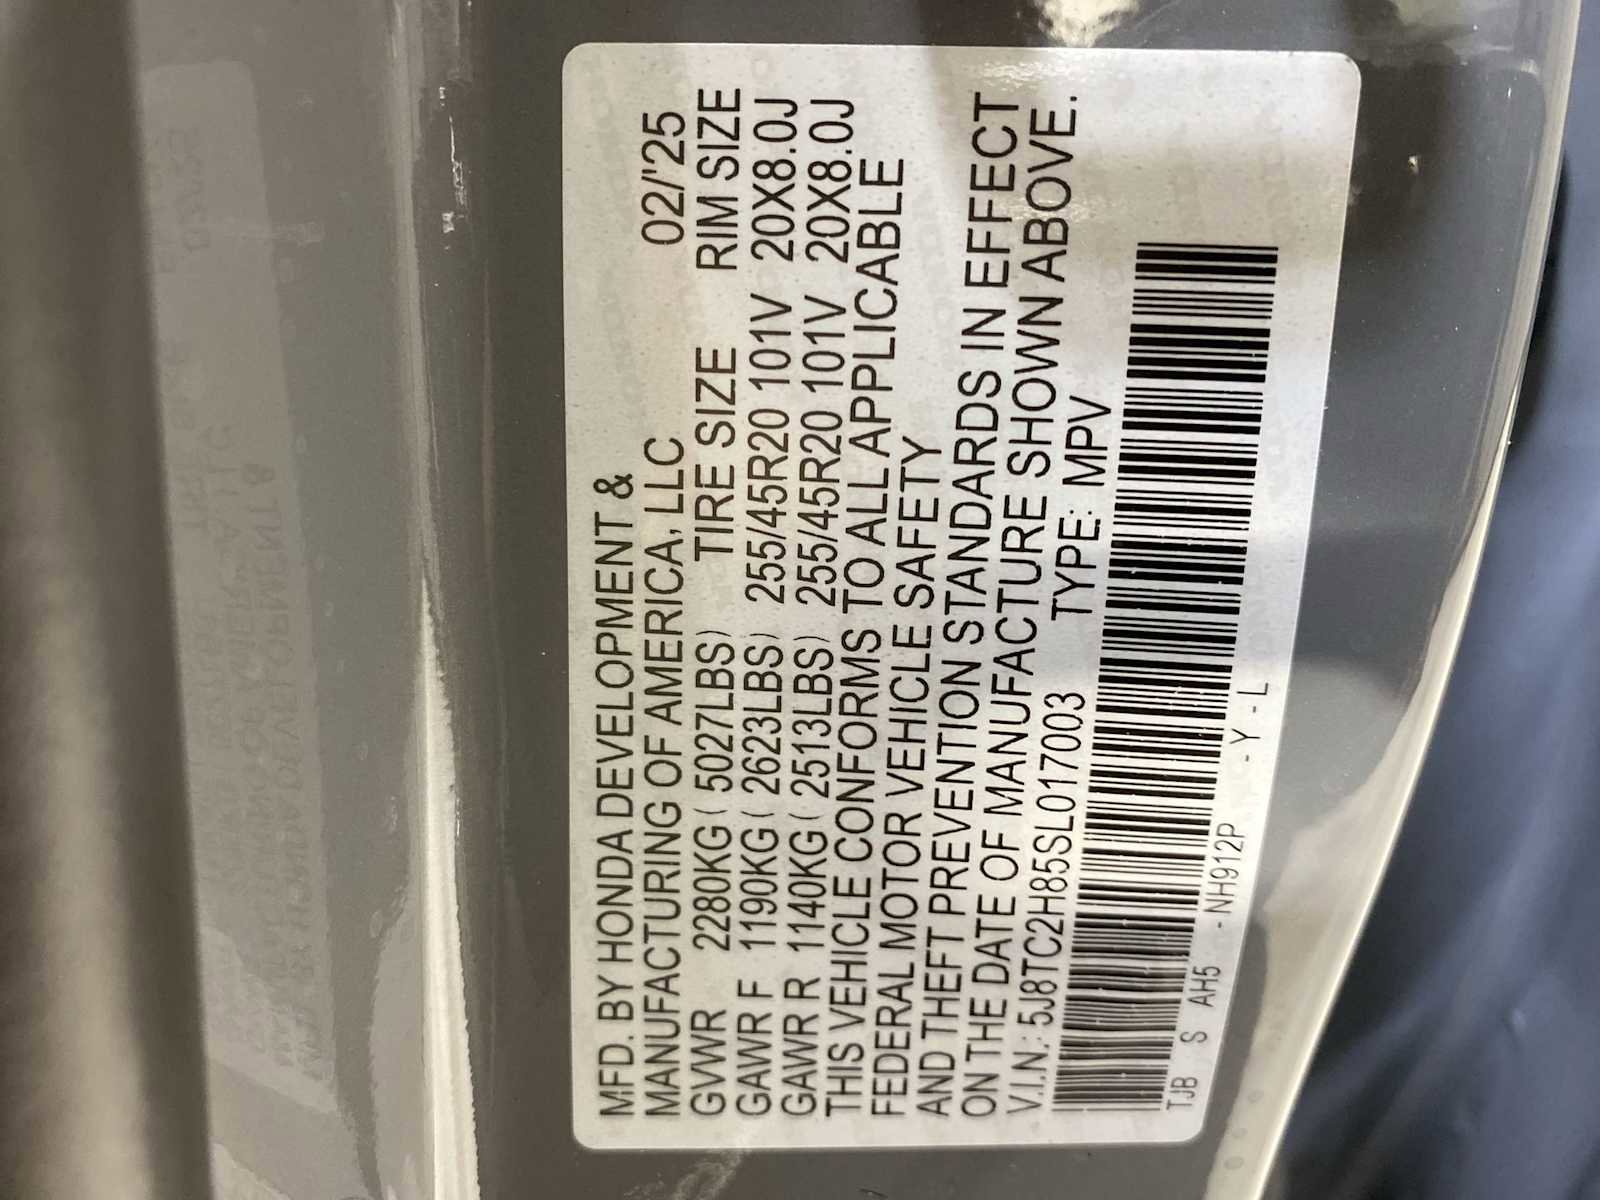 MFD. BY HONDA DEVELOPMENT &
MANUFACTURING OF AMERICA, LLC 02/'25
GVWR 2280KG ( 5027LBS) TIRE SIZE RIM SIZE
GAWR F 1190KG ( 2623LBS) 255/45R20 101V 20X8.0J
GAWR R 1140KG ( 2513LBS) 255/45R20 101V 20X8.0J
THIS VEHICLE CONFORMS TO ALL APPLICABLE
FEDERAL MOTOR VEHICLE SAFETY
AND THEFT PREVENTION STANDARDS IN EFFECT
ON THE DATE OF MANUFACTURE SHOWN ABOVE.
V.I.N.: 5J8TC2H85SL017003 TYPE: MPV
TJB S AH5 - NH912P - Y - L